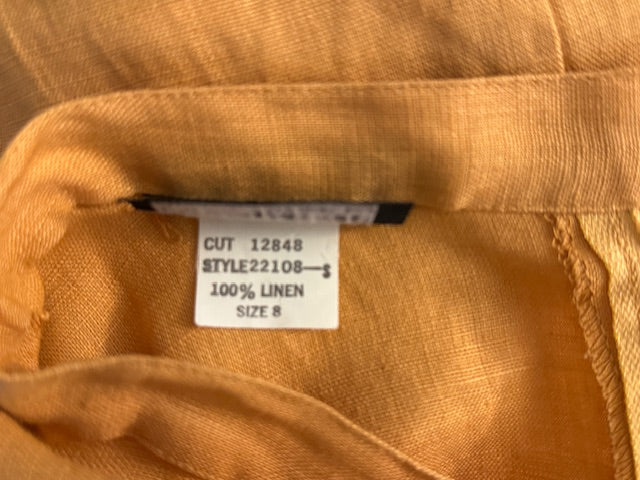 CUT 12848
STYLE22108—S
100% LINEN
SIZE 8